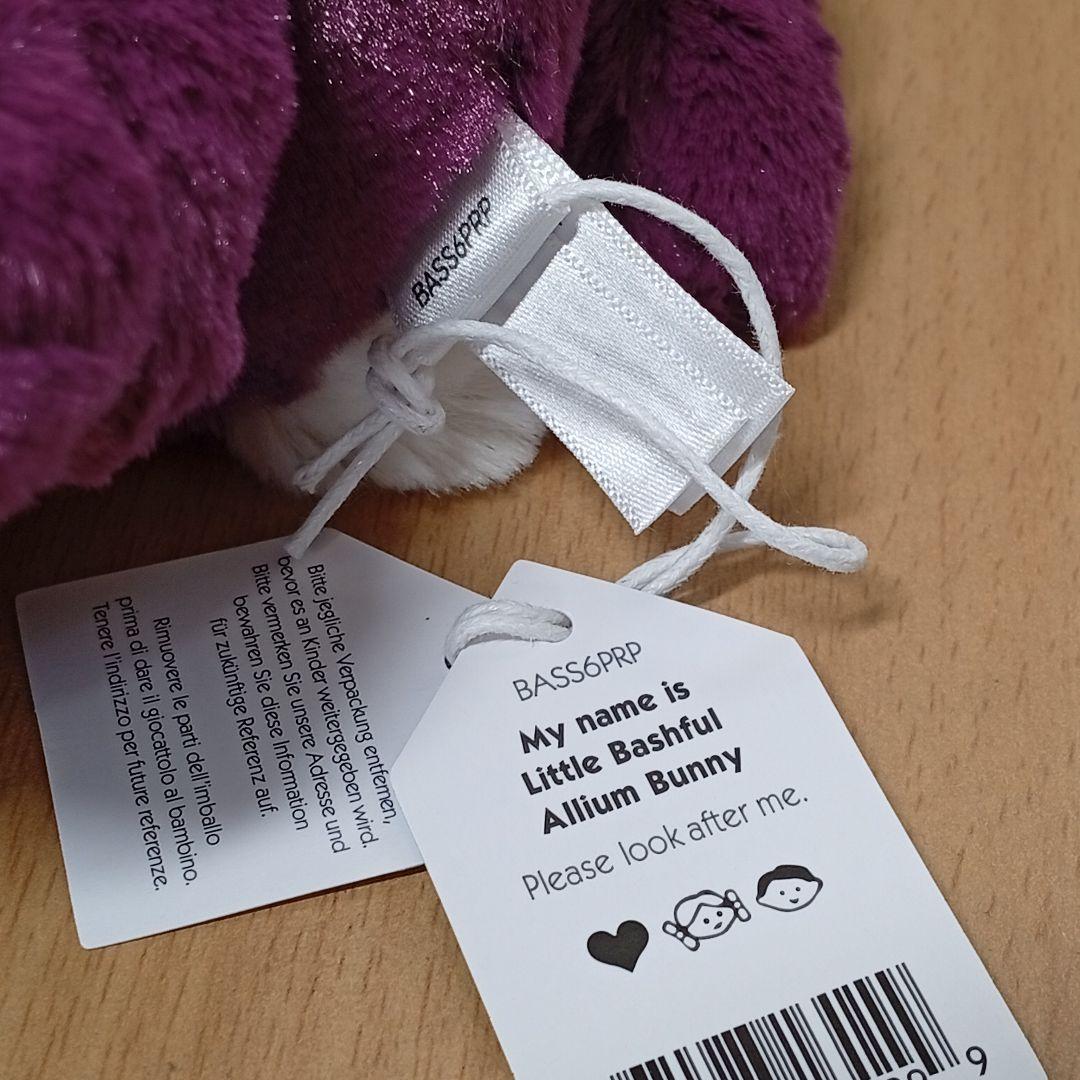 BASS6PRP
BASS6PRP
My name is
Little Bashful
Allium Bunny
Please look after me.
9
Bitte jegliche Verpackung entfernen,
bevor es an Kinder weitergegeben wird.
Bitte vermerken Sie unsere Adresse und
bewahren Sie diese Information
für zukünftige Referenz auf.
Rimuovere le parti dell'imballo
prima di dare il giocattolo al bambino.
Tenere l'indirizzo per future referenze.